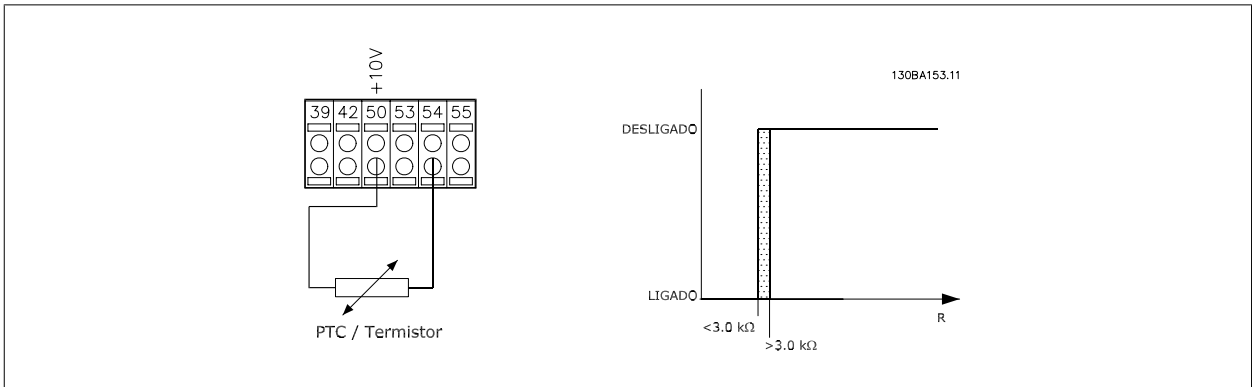 +10V
39 42 50 53 54 55
PTC / Termistor
130BA153.11
DESLIGADO
LIGADO
R
<3.0 kΩ
>3.0 kΩ